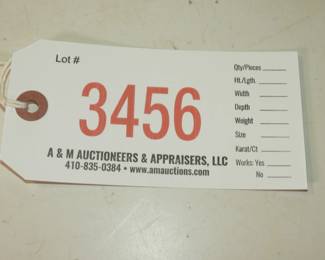 Lot #
3456
A & M AUCTIONEERS & APPRAISERS, LLC
410-835-0384 • www.amauctions.com
Qty/Pieces
Ht./Lgth.
Width
Depth
Weight
Size
Karat/Ct
Works: Yes
No